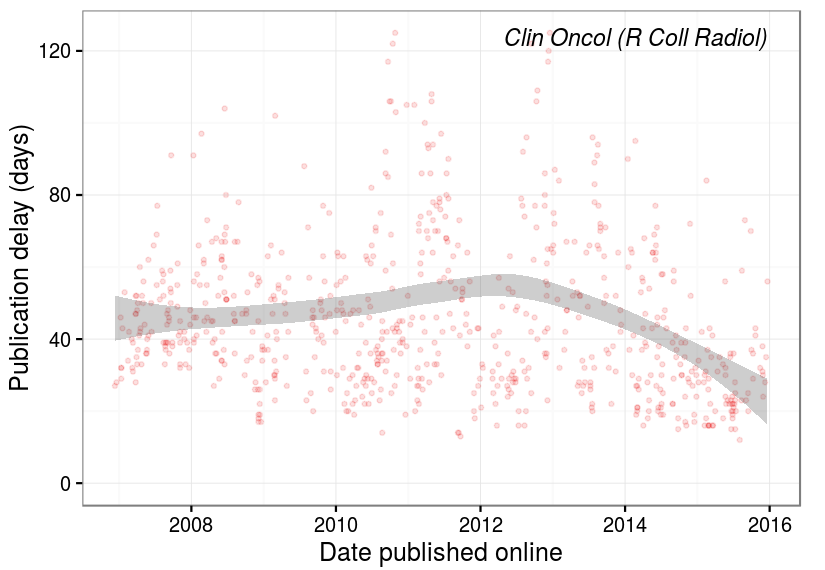 Clin Oncol (R Coll Radiol)
Publication delay (days)
120
80
40
0
2008 2010 2012 2014 2016
Date published online